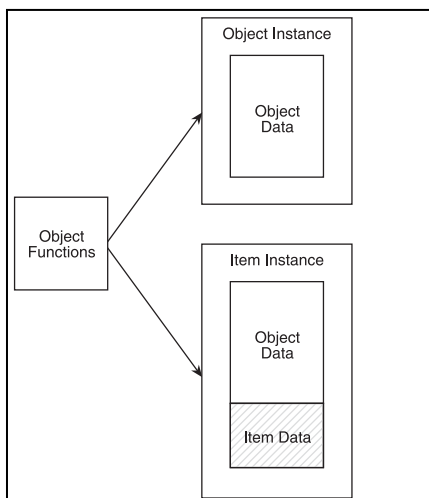 Object Instance
Object
Data
Object
Functions
Item Instance
Object
Data
Item Data